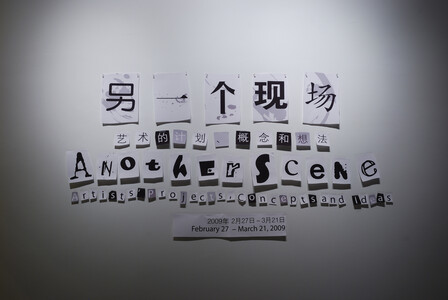 另一个现场
艺术的计划、概念和想法
AnotherScene
Artists' projects, concepts and Ideas
2009年 2月27日－3月21日
February 27 – March 21, 2009